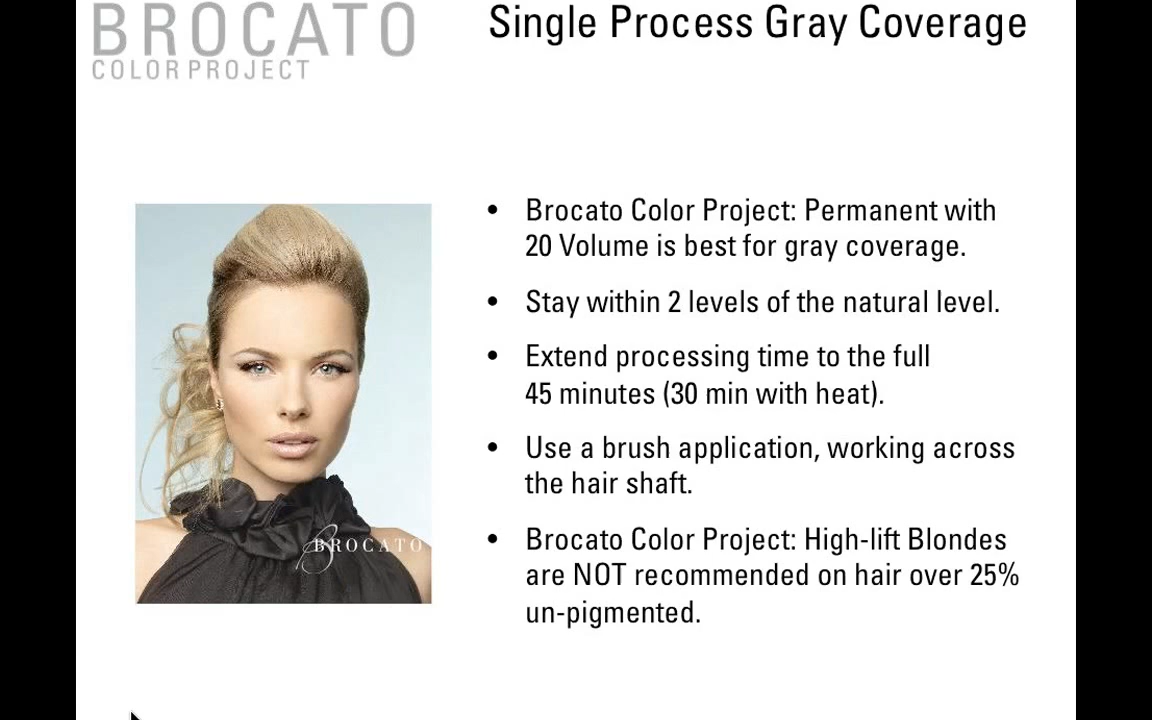 BROCATO
COLOR PROJECT
Single Process Gray Coverage
• Brocato Color Project: Permanent with
20 Volume is best for gray coverage.
• Stay within 2 levels of the natural level.
• Extend processing time to the full
45 minutes (30 min with heat).
• Use a brush application, working across
the hair shaft.
• Brocato Color Project: High-lift Blondes
are NOT recommended on hair over 25%
un-pigmented.
BROCATO